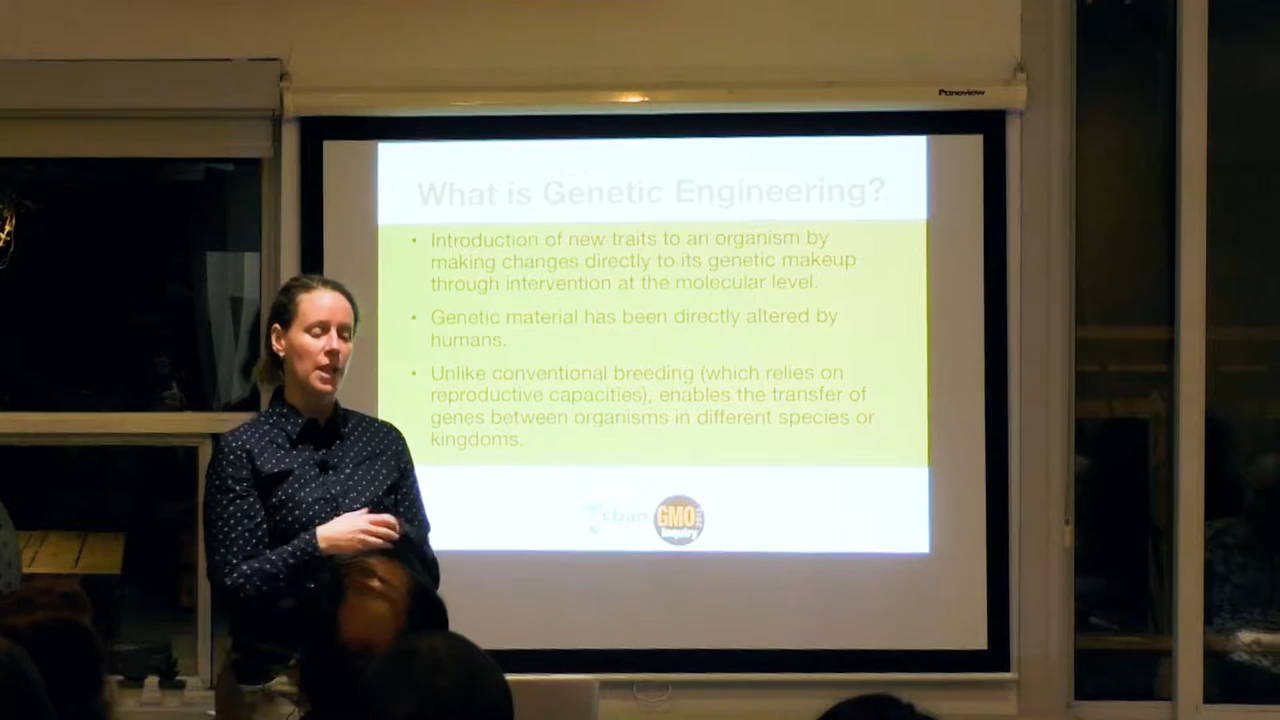 Paneview
What is Genetic Engineering?
• Introduction of new traits to an organism by
making changes directly to its genetic makeup
through intervention at the molecular level.
• Genetic material has been directly altered by
humans.
• Unlike conventional breeding (which relies on
reproductive capacities), enables the transfer of
genes between organisms in different species or
kingdoms.
cban
GMO
Inquiry